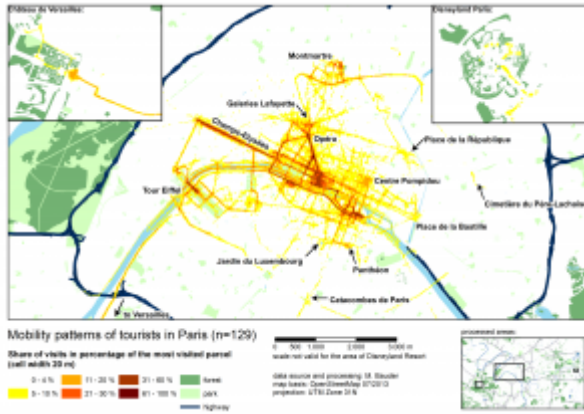 Château de Versailles:
Disneyland Paris:
Montmartre
Galeries Lafayette
Champs-Elysées
Opéra
Place de la République
Centre Pompidou
Tour Eiffel
Cimetière du Père-Lachaise
Place de la Bastille
Jardin du Luxembourg
Panthéon
Catacombes de Paris
to Versailles
Mobility patterns of tourists in Paris (n=129)
Share of visits in percentage of the most visited parcel
(cell width 20 m)
0 - 4 %
11 - 20 %
31 - 60 %
forest
5 - 10 %
21 - 30 %
61 - 100 %
park
highway
0 500 1.000 2.000 3.000 m
scale not valid for the area of Disneyland Resort
data source and processing: M. Bauder
map basis: OpenStreetMap 07/2013
projection: UTM Zone 31N
processed areas: